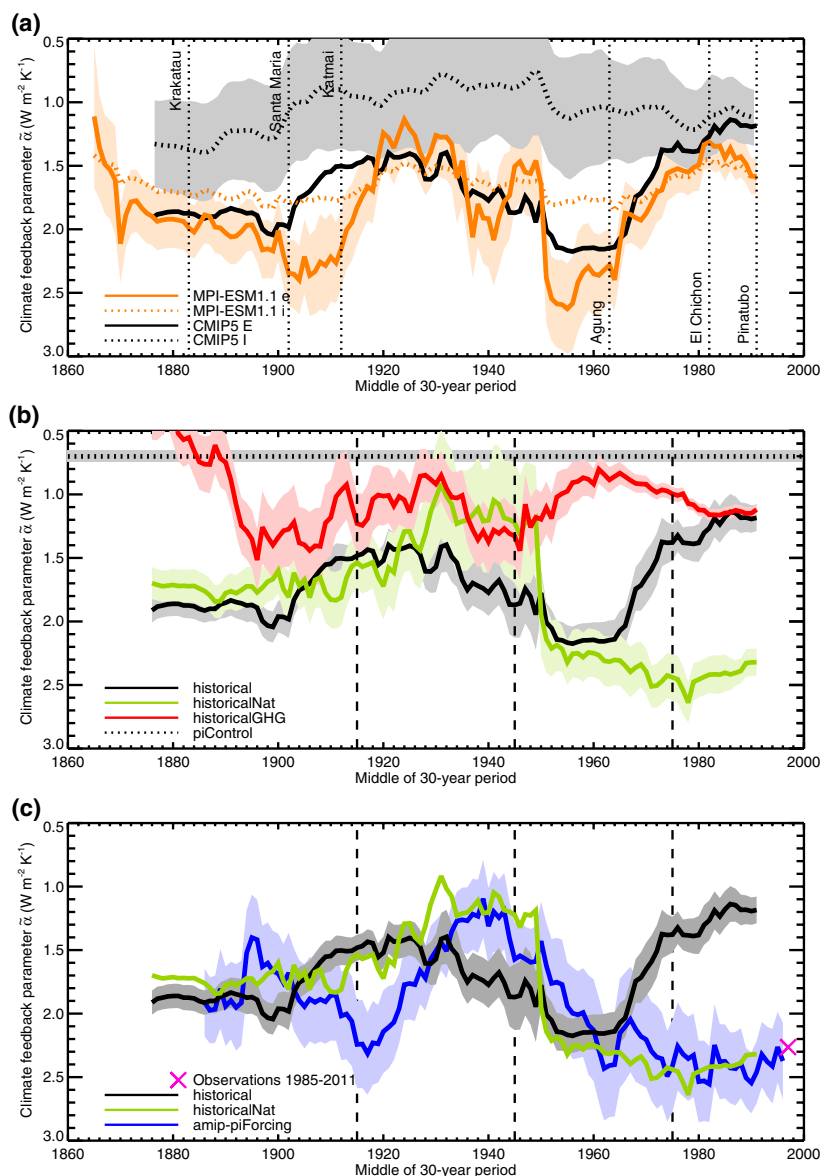 (a)
0.5
1.0
1.5
2.0
2.5
3.0
Climate feedback parameter α̃ (W m⁻² K⁻¹)
Krakatau
Santa Maria
Katmai
Agung
El Chichon
Pinatubo
MPI-ESM1.1 e
MPI-ESM1.1 i
CMIP5 E
CMIP5 I
1860 1880 1900 1920 1940 1960 1980 2000
Middle of 30-year period
(b)
0.5
1.0
1.5
2.0
2.5
3.0
Climate feedback parameter α̃ (W m⁻² K⁻¹)
historical
historicalNat
historicalGHG
piControl
1860 1880 1900 1920 1940 1960 1980 2000
Middle of 30-year period
(c)
0.5
1.0
1.5
2.0
2.5
3.0
Climate feedback parameter α̃ (W m⁻² K⁻¹)
Observations 1985-2011
historical
historicalNat
amip-piForcing
1860 1880 1900 1920 1940 1960 1980 2000
Middle of 30-year period